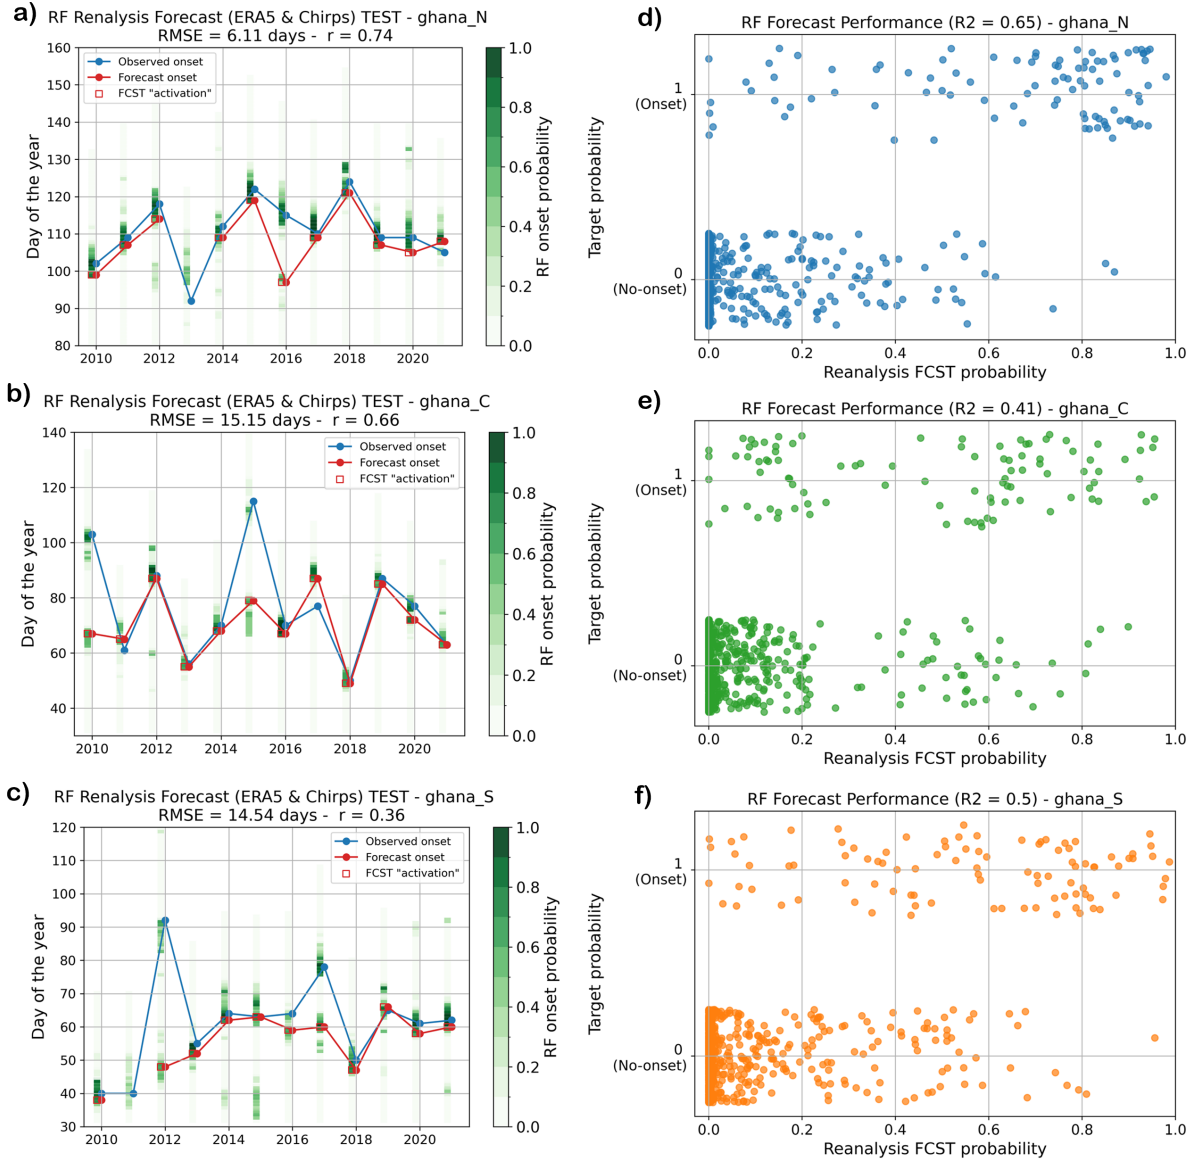 a)
RF Renalysis Forecast (ERA5 & Chirps) TEST - ghana_N
RMSE = 6.11 days - r = 0.74
160
150
140
130
120
110
100
90
80
Day of the year
Observed onset
Forecast onset
FCST "activation"
2010
2012
2014
2016
2018
2020
1.0
0.8
0.6
0.4
0.2
0.0
RF onset probability
d)
RF Forecast Performance (R2 = 0.65) - ghana_N
Target probability
1
(Onset)
0
(No-onset)
0.0
0.2
0.4
0.6
0.8
1.0
Reanalysis FCST probability
b)
RF Renalysis Forecast (ERA5 & Chirps) TEST - ghana_C
RMSE = 15.15 days - r = 0.66
140
120
100
80
60
40
Day of the year
Observed onset
Forecast onset
FCST "activation"
2010
2012
2014
2016
2018
2020
1.0
0.8
0.6
0.4
0.2
0.0
RF onset probability
e)
RF Forecast Performance (R2 = 0.41) - ghana_C
Target probability
1
(Onset)
0
(No-onset)
0.0
0.2
0.4
0.6
0.8
1.0
Reanalysis FCST probability
c)
RF Renalysis Forecast (ERA5 & Chirps) TEST - ghana_S
RMSE = 14.54 days - r = 0.36
120
110
100
90
80
70
60
50
40
30
Day of the year
Observed onset
Forecast onset
FCST "activation"
2010
2012
2014
2016
2018
2020
1.0
0.8
0.6
0.4
0.2
0.0
RF onset probability
f)
RF Forecast Performance (R2 = 0.5) - ghana_S
Target probability
1
(Onset)
0
(No-onset)
0.0
0.2
0.4
0.6
0.8
1.0
Reanalysis FCST probability